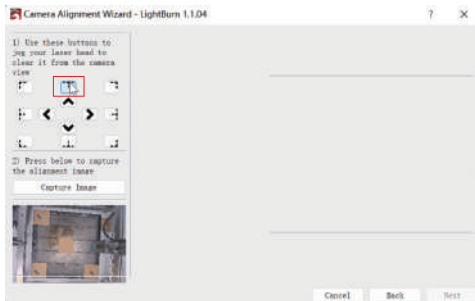 Camera Alignment Wizard - LightBurn 1.1.04
1) Use these buttons to
jog your laser head to
clear it from the camera
view
2) Press below to capture
the alignment image
Capture Image
Cancel
Back
Next